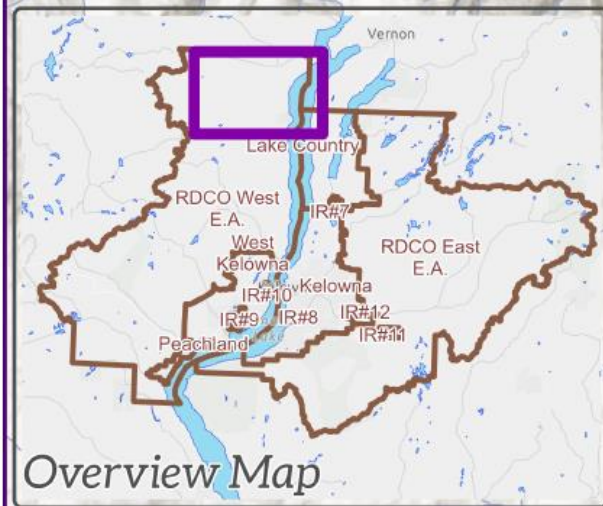 Vernon
Lake Country
RDCO West
E.A.
IR#7
West
Kelowna
RDCO East
E.A.
IR#10
Kelowna
IR#9
IR#8
IR#12
IR#11
Peachland
Lake
Overview Map